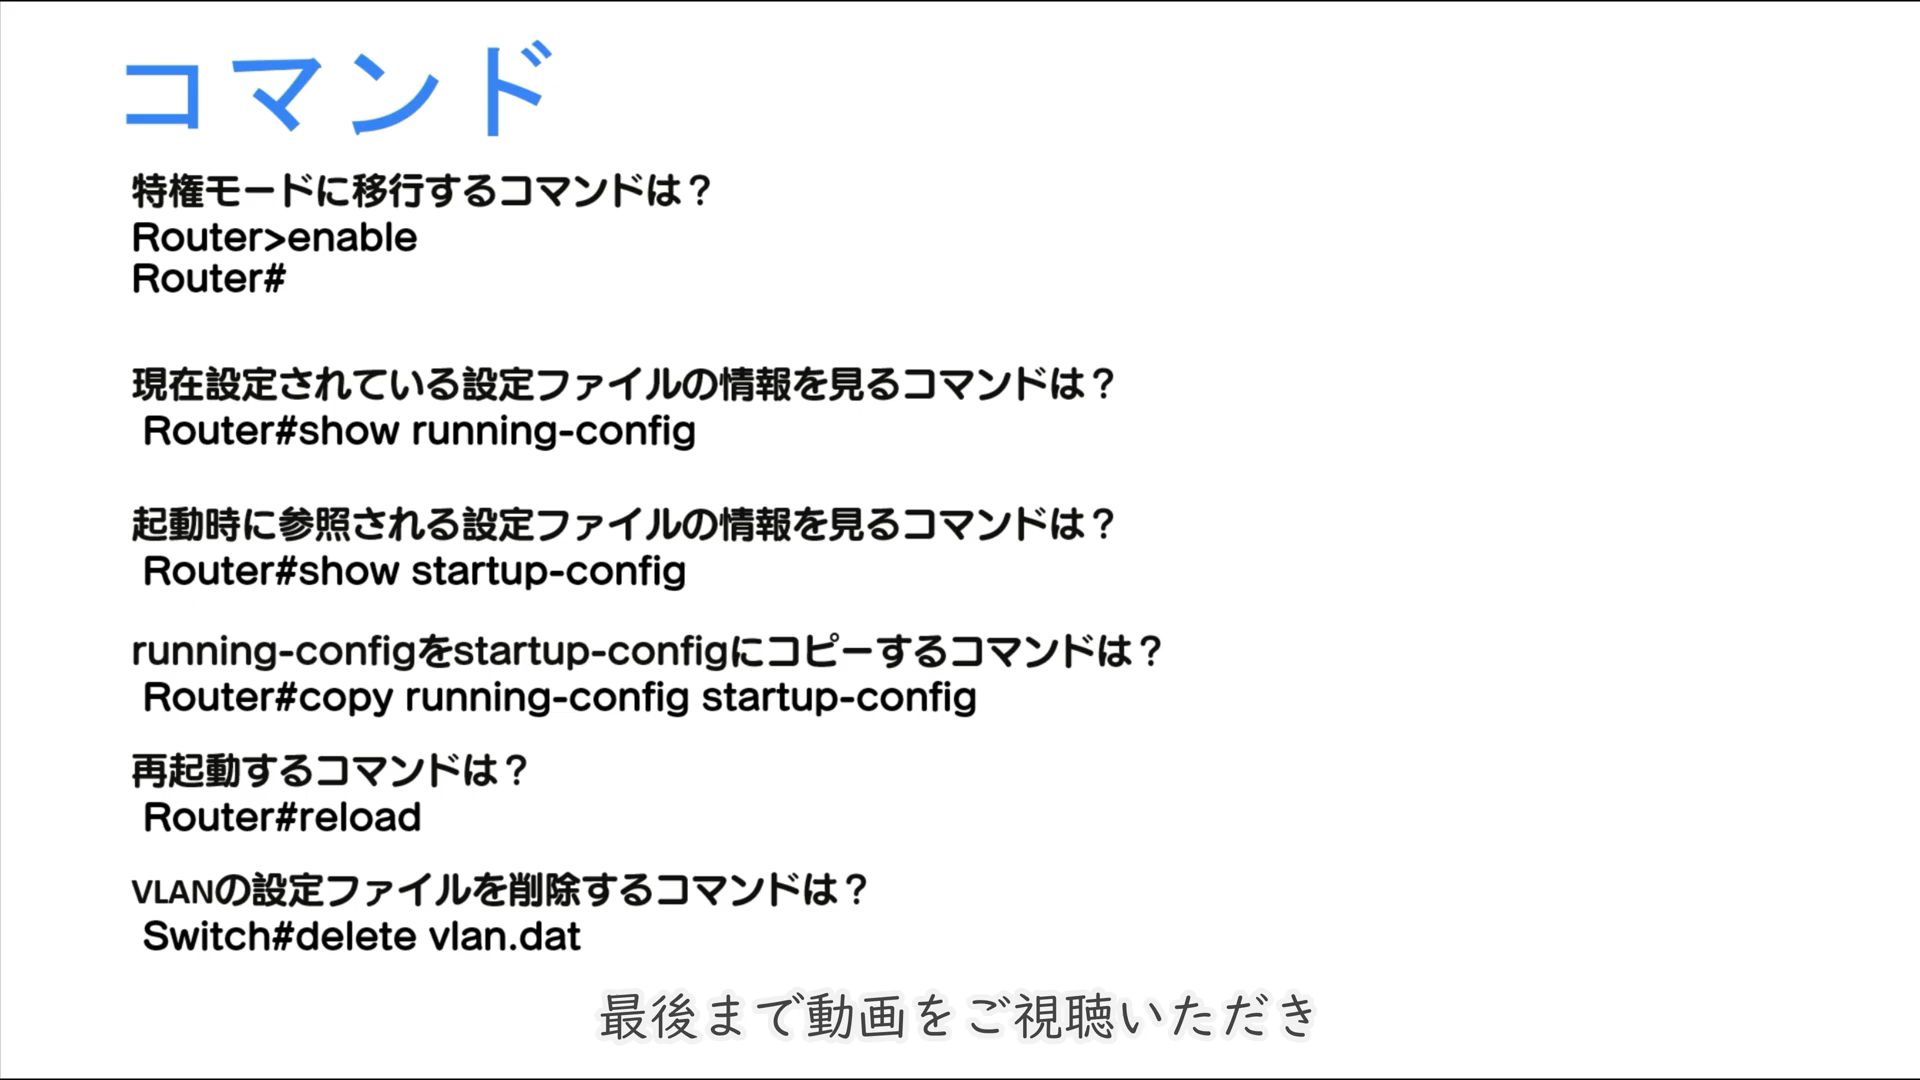 コマンド
特権モードに移行するコマンドは？
Router>enable
Router#
現在設定されている設定ファイルの情報を見るコマンドは？
Router#show running-config
起動時に参照される設定ファイルの情報を見るコマンドは？
Router#show startup-config
running-configをstartup-configにコピーするコマンドは？
Router#copy running-config startup-config
再起動するコマンドは？
Router#reload
VLANの設定ファイルを削除するコマンドは？
Switch#delete vlan.dat
最後まで動画をご視聴いただき